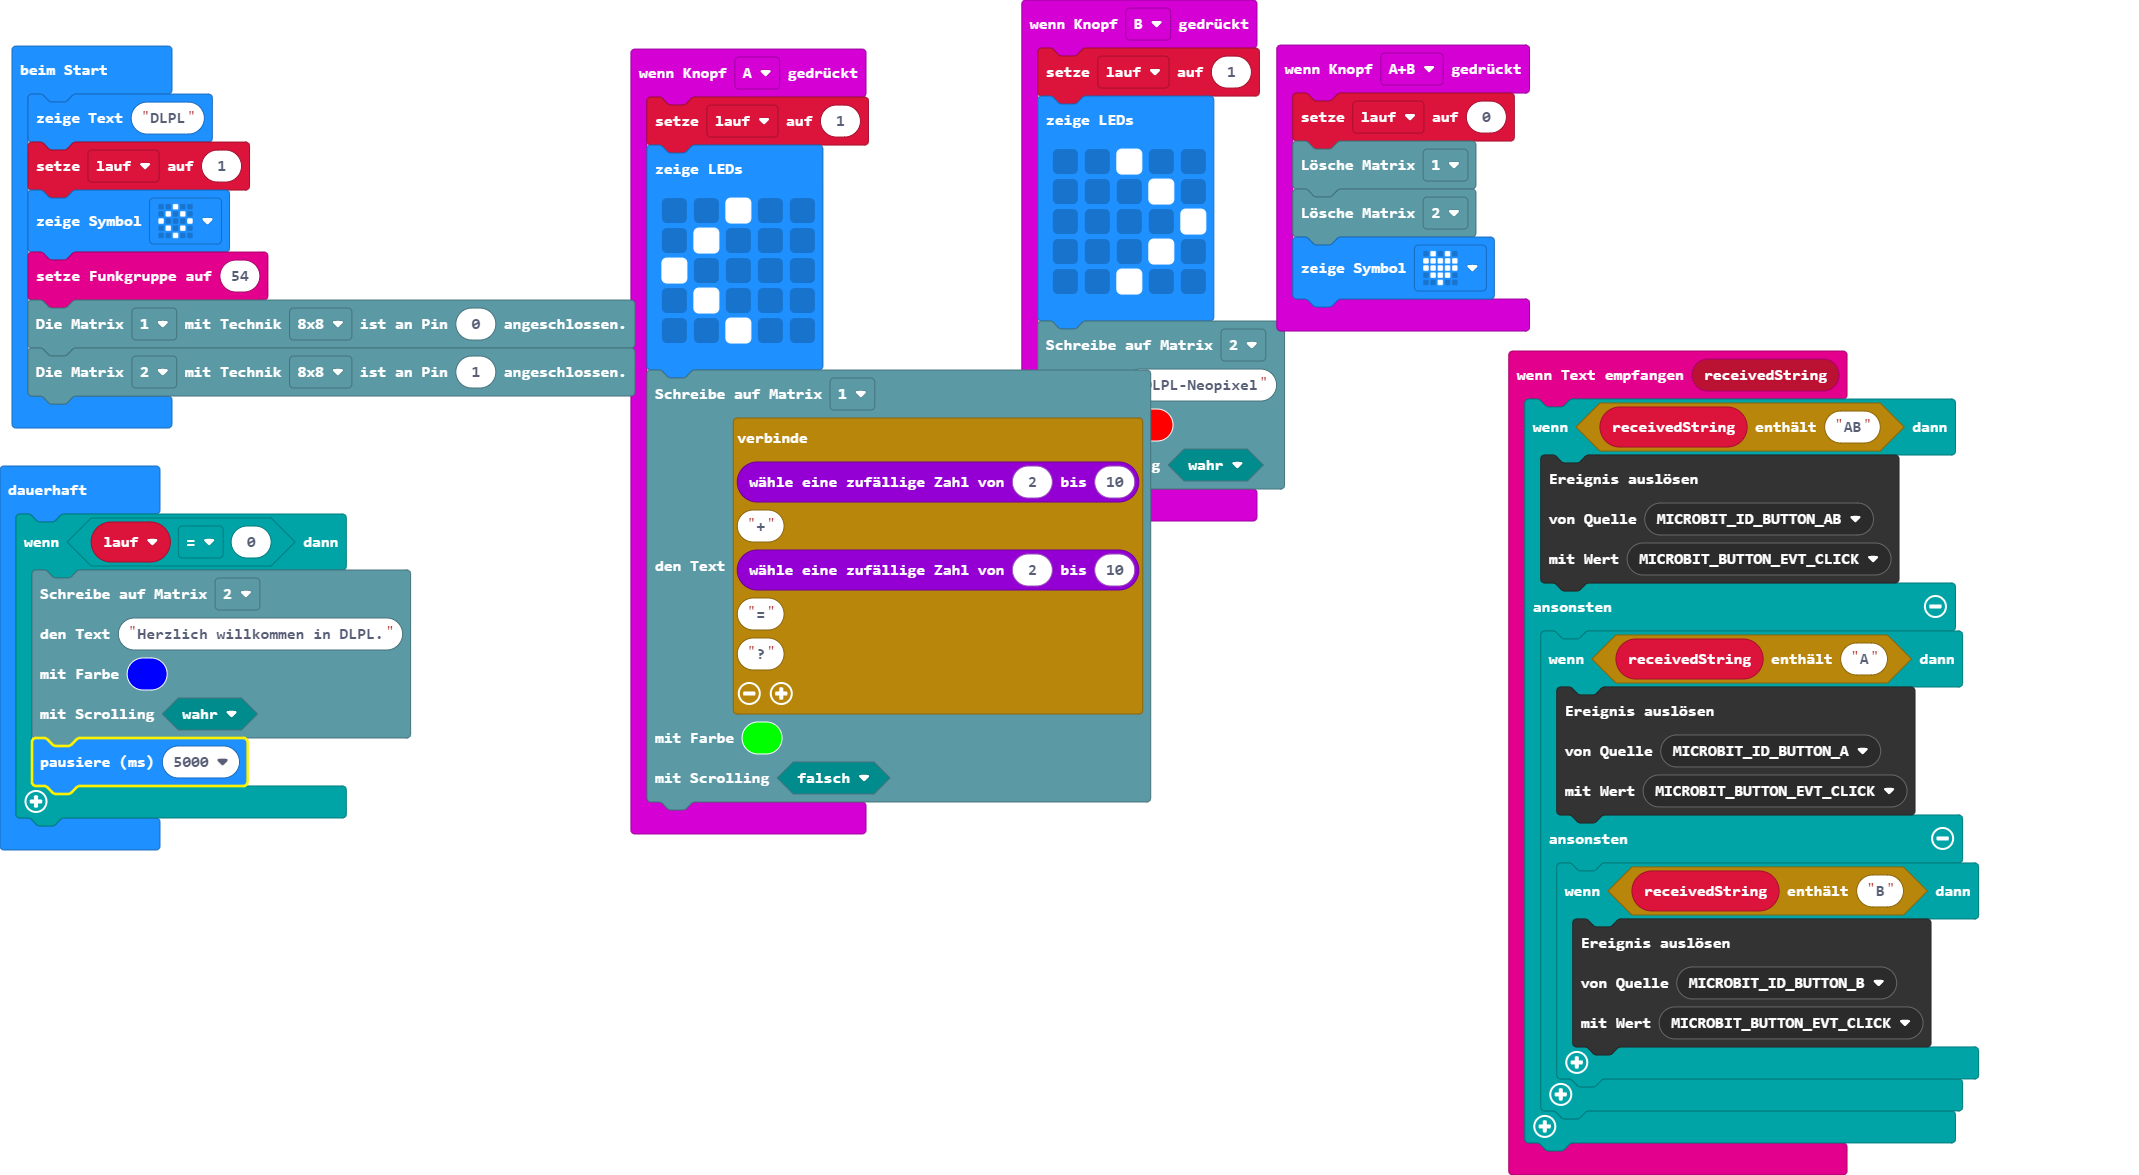 beim Start
zeige Text "DLPL"
setze lauf auf 1
zeige Symbol
setze Funkgruppe auf 54
Die Matrix 1 mit Technik 8x8 ist an Pin 0 angeschlossen.
Die Matrix 2 mit Technik 8x8 ist an Pin 1 angeschlossen.
dauerhaft
wenn lauf = 0 dann
Schreibe auf Matrix 2
den Text "Herzlich willkommen in DLPL."
mit Farbe
mit Scrolling wahr
pausiere (ms) 5000
wenn Knopf A gedrückt
setze lauf auf 1
zeige LEDs
Schreibe auf Matrix 1
verbinde
wähle eine zufällige Zahl von 2 bis 10
"+"
den Text wähle eine zufällige Zahl von 2 bis 10
"="
"?"
mit Farbe
mit Scrolling falsch
wenn Knopf B gedrückt
setze lauf auf 1
zeige LEDs
Schreibe auf Matrix 2
LPL-Neopixel"
g wahr
wenn Knopf A+B gedrückt
setze lauf auf 0
Lösche Matrix 1
Lösche Matrix 2
zeige Symbol
wenn Text empfangen receivedString
wenn receivedString enthält "AB" dann
Ereignis auslösen
von Quelle MICROBIT_ID_BUTTON_AB
mit Wert MICROBIT_BUTTON_EVT_CLICK
ansonsten
wenn receivedString enthält "A" dann
Ereignis auslösen
von Quelle MICROBIT_ID_BUTTON_A
mit Wert MICROBIT_BUTTON_EVT_CLICK
ansonsten
wenn receivedString enthält "B" dann
Ereignis auslösen
von Quelle MICROBIT_ID_BUTTON_B
mit Wert MICROBIT_BUTTON_EVT_CLICK